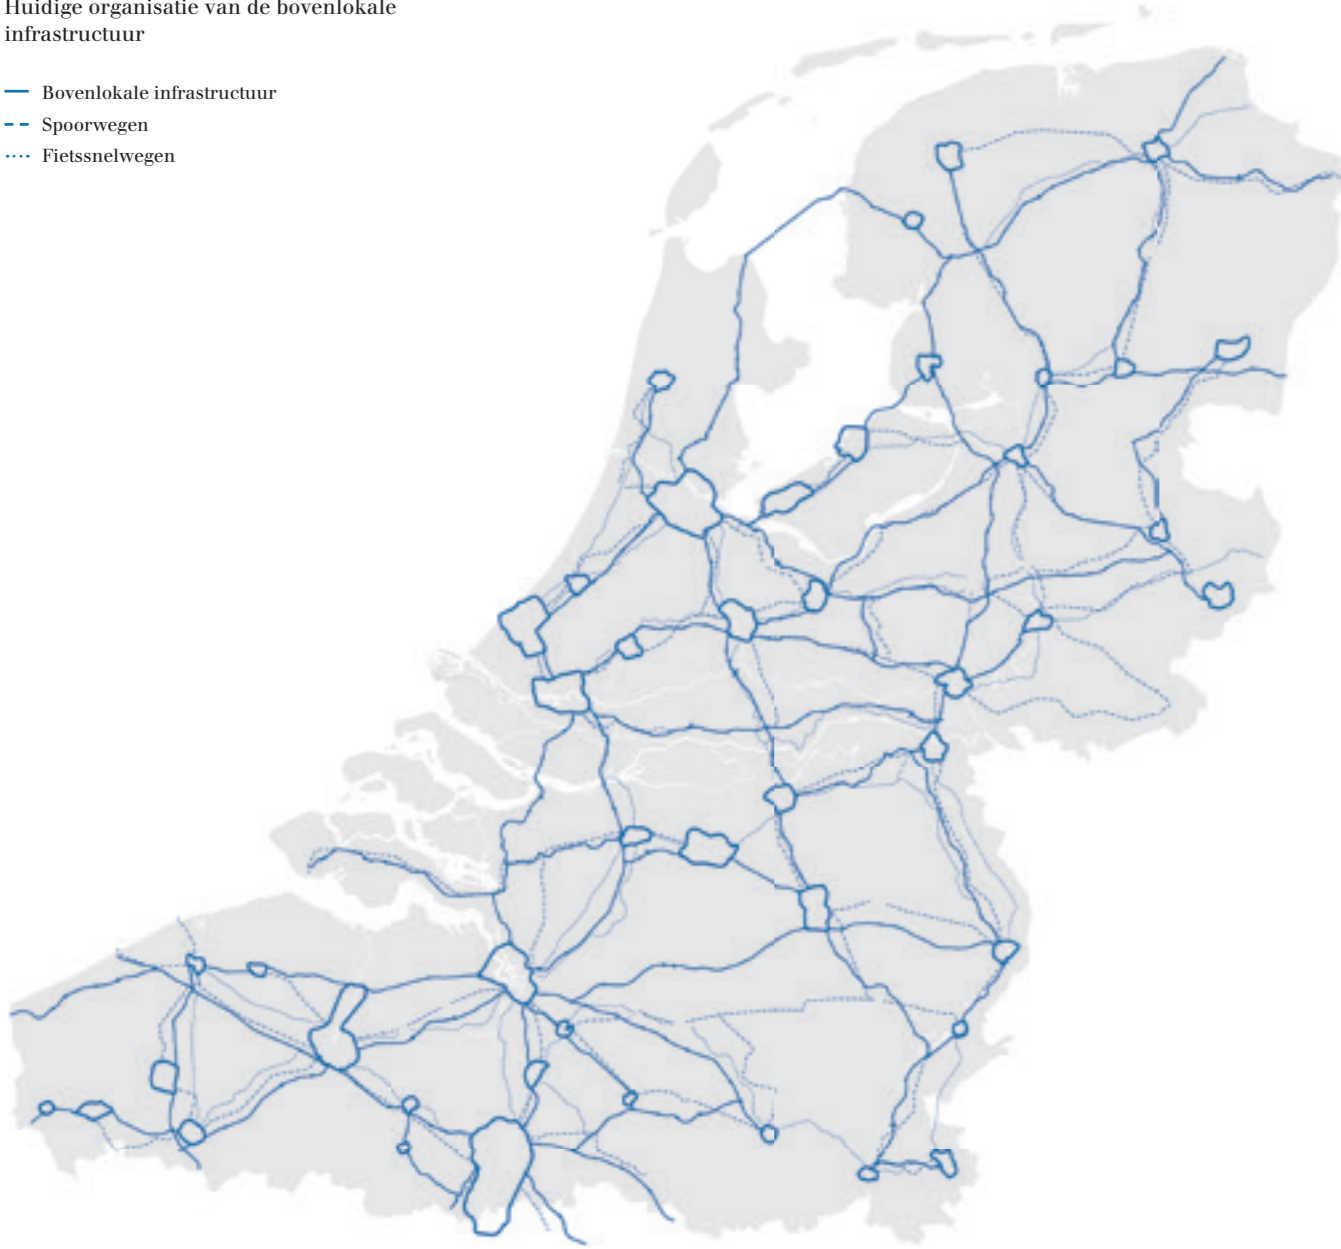 Huidige organisatie van de bovenlokale
infrastructuur
Bovenlokale infrastructuur
Spoorwegen
Fietssnelwegen